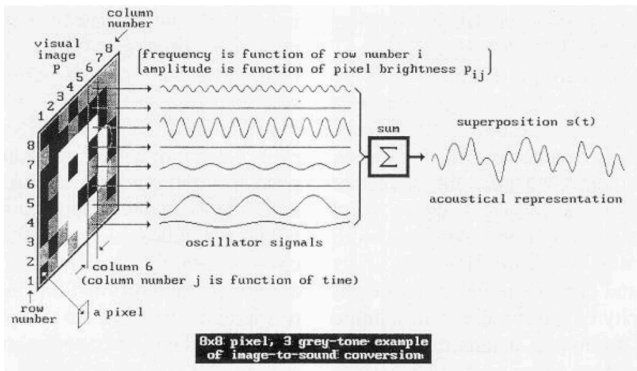 column
number
visual
image
P
1 2 3 4 5 6 7 8
(frequency is function of row number i)
(amplitude is function of pixel brightness pij)
8
7
6
5
4
3
2
1
sum
Σ
superposition s(t)
acoustical representation
oscillator signals
column 6
(column number j is function of time)
row
number
a pixel
8x8 pixel, 3 grey-tone example
of image-to-sound conversion